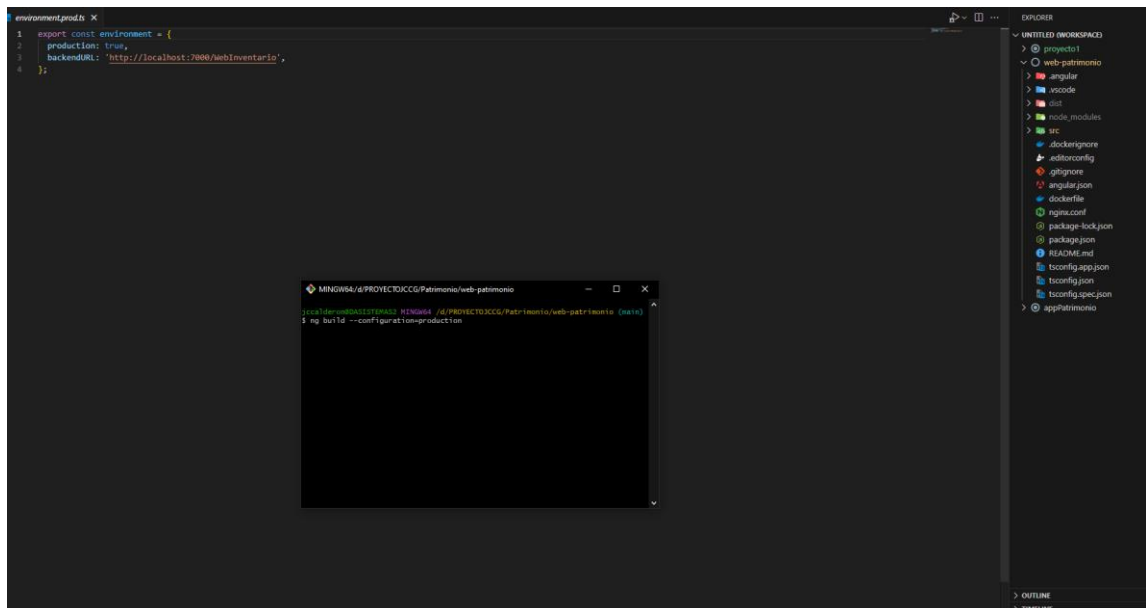 environment.prod.ts
1 export const environment = {
2 production: true,
3 backendURL: 'http://localhost:7000/WebInventario',
4 };
MINGW64:/d/PROYECTOJCCG/Patrimonio/web-patrimonio
jccalderom@OASISTEMAS2 MINGW64 /d/PROYECTOJCCG/Patrimonio/web-patrimonio (main)
$ ng build --configuration=production
EXPLORER
UNTITLED (WORKSPACE)
proyecto1
web-patrimonio
.angular
.vscode
dist
node_modules
src
.dockerignore
.editorconfig
.gitignore
angular.json
dockerfile
nginx.conf
package-lock.json
package.json
README.md
tsconfig.app.json
tsconfig.json
tsconfig.spec.json
appPatrimonio
OUTLINE
TIMELINE